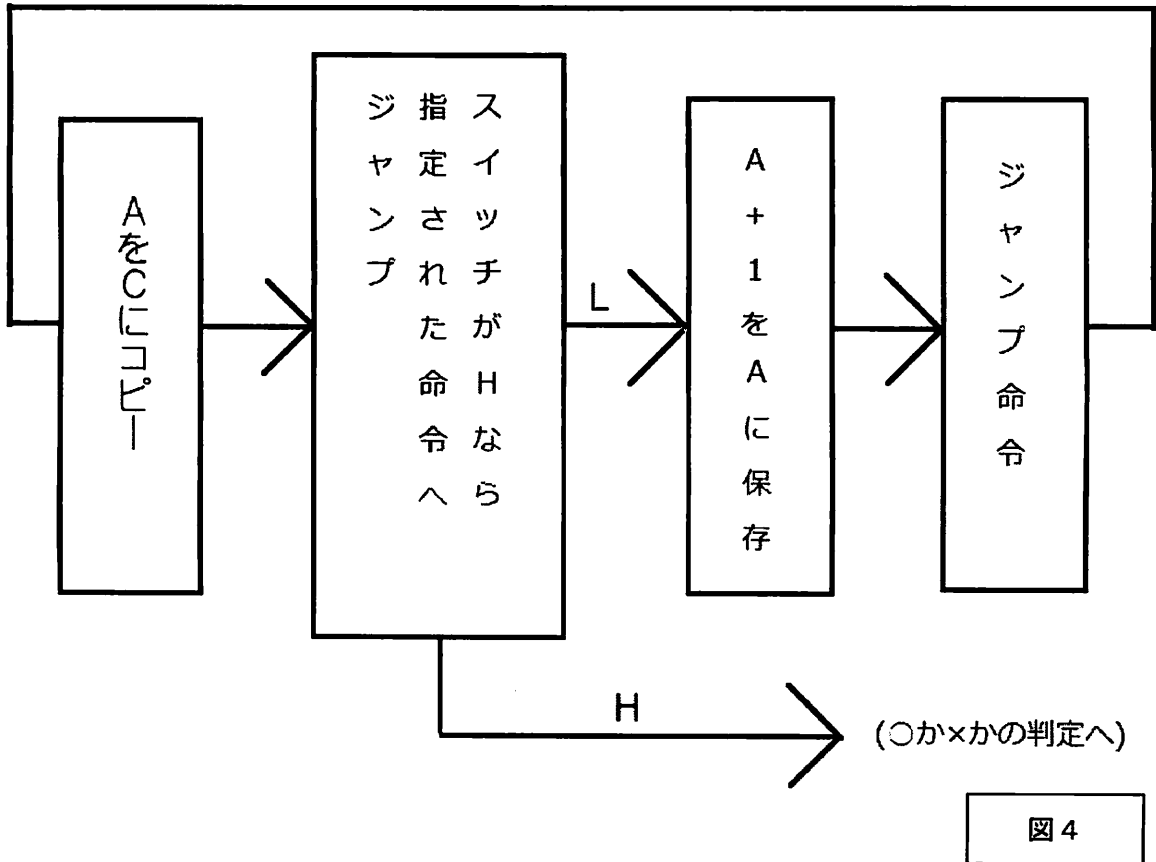 AをCにコピー
スイッチがHなら
指定された命令へ
ジャンプ
L
A+1をAに保存
ジャンプ命令
H
(○か×かの判定へ)
図4